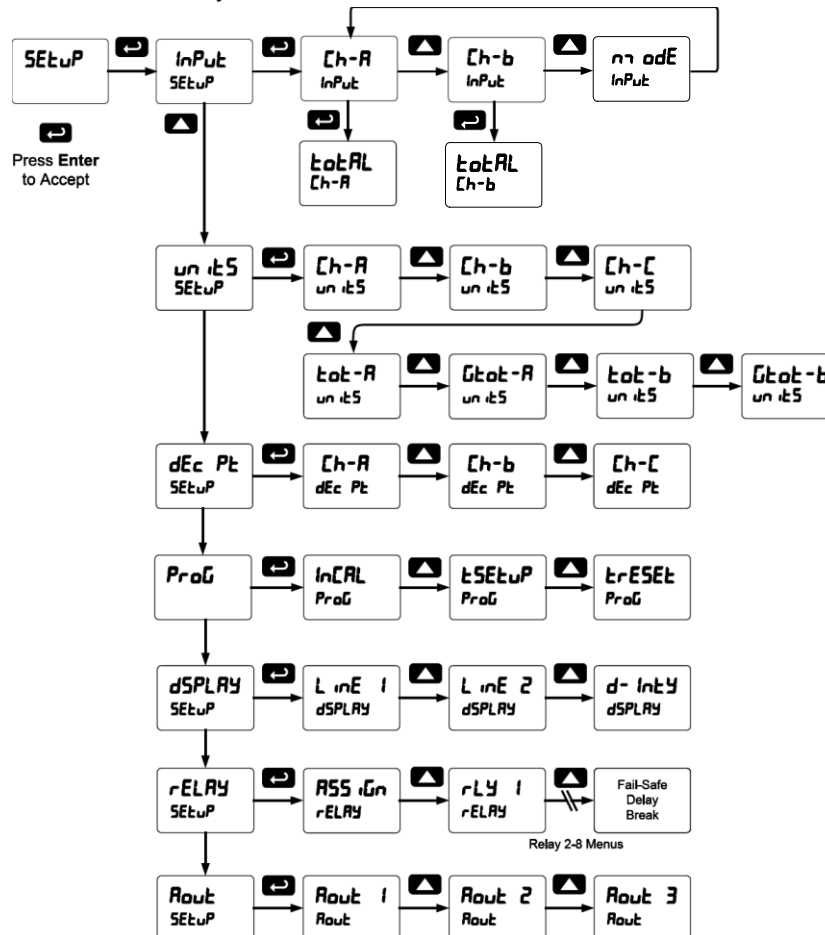 SEtuP
InPut
SEtuP
Ch-A
InPut
Ch-b
InPut
modE
InPut
Press Enter
to Accept
totAL
Ch-A
totAL
Ch-b
unitS
SEtuP
Ch-A
unitS
Ch-b
unitS
Ch-C
unitS
tot-A
unitS
Gtot-A
unitS
tot-b
unitS
Gtot-b
unitS
dEc Pt
SEtuP
Ch-A
dEc Pt
Ch-b
dEc Pt
Ch-C
dEc Pt
ProG
InCAL
ProG
tSEtuP
ProG
trESEt
ProG
dSPLAY
SEtuP
LinE 1
dSPLAY
LinE 2
dSPLAY
d-IntY
dSPLAY
rELAY
SEtuP
ASSiGn
rELAY
rLY 1
rELAY
Fail-Safe
Delay
Break
Relay 2-8 Menus
Aout
SEtuP
Aout 1
Aout
Aout 2
Aout
Aout 3
Aout